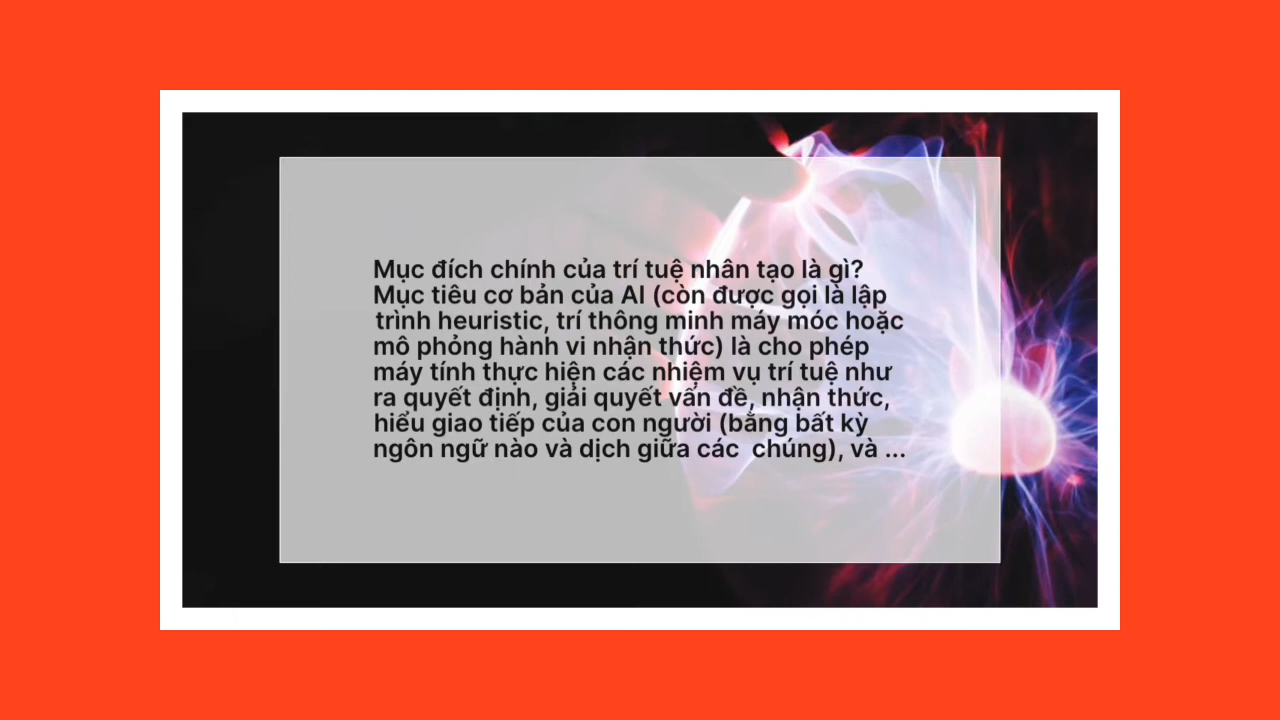 Mục đích chính của trí tuệ nhân tạo là gì?
Mục tiêu cơ bản của AI (còn được gọi là lập
trình heuristic, trí thông minh máy móc hoặc
mô phỏng hành vi nhận thức) là cho phép
máy tính thực hiện các nhiệm vụ trí tuệ như
ra quyết định, giải quyết vấn đề, nhận thức,
hiểu giao tiếp của con người (bằng bất kỳ
ngôn ngữ nào và dịch giữa các  chúng), và ...